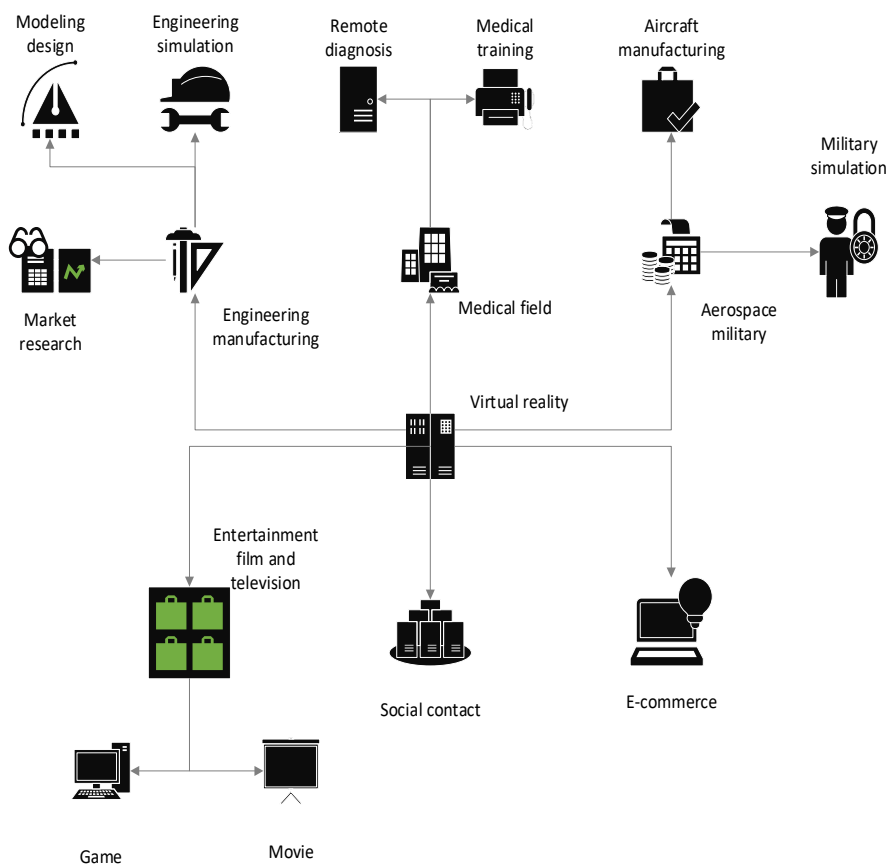 Modeling
design
Engineering
simulation
Remote
diagnosis
Medical
training
Aircraft
manufacturing
Military
simulation
Market
research
Engineering
manufacturing
Medical field
Aerospace
military
Virtual reality
Entertainment
film and
television
Social contact
E-commerce
Game
Movie